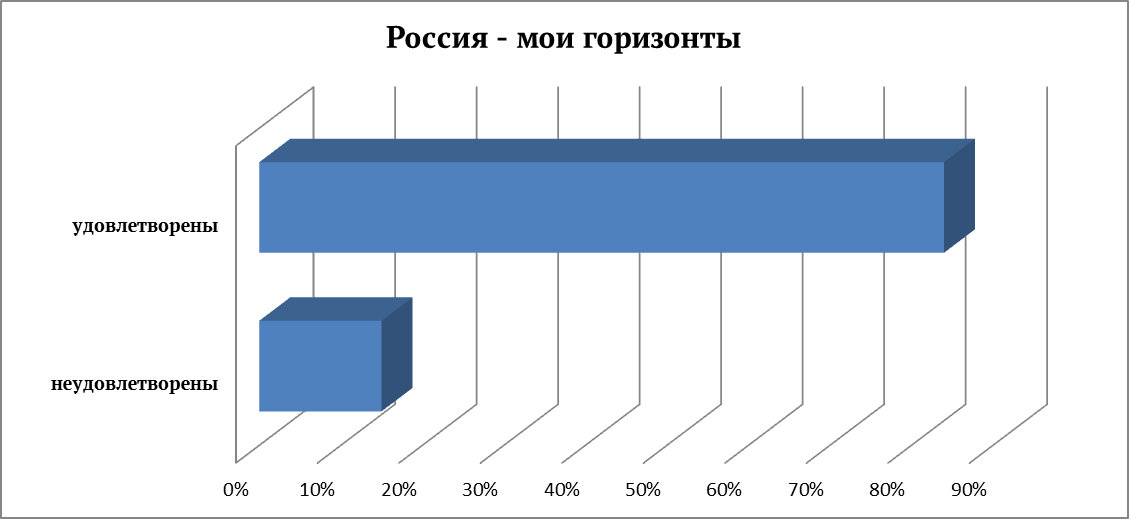 Россия - мои горизонты
удовлетворены
неудовлетворены
0% 10% 20% 30% 40% 50% 60% 70% 80% 90%